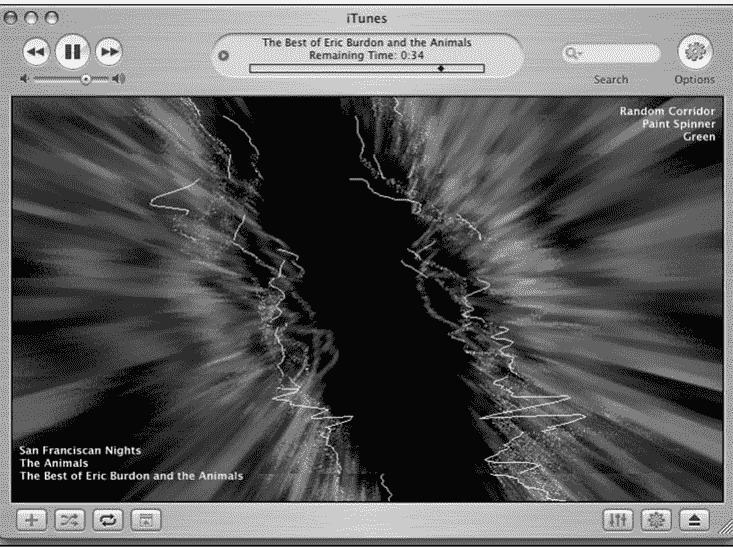 iTunes
The Best of Eric Burdon and the Animals
Remaining Time: 0:34
Search
Options
Random Corridor
Paint Spinner
Green
San Franciscan Nights
The Animals
The Best of Eric Burdon and the Animals